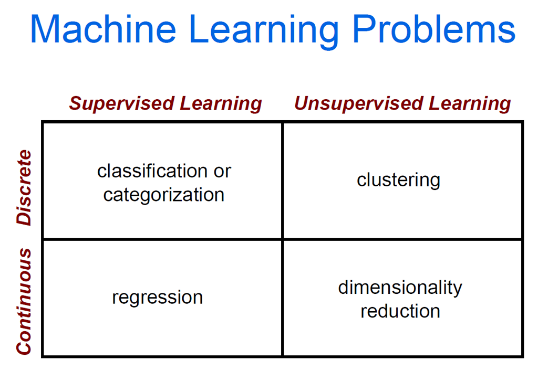 Machine Learning Problems
Supervised Learning
Unsupervised Learning
Discrete
classification or
categorization
clustering
Continuous
regression
dimensionality
reduction